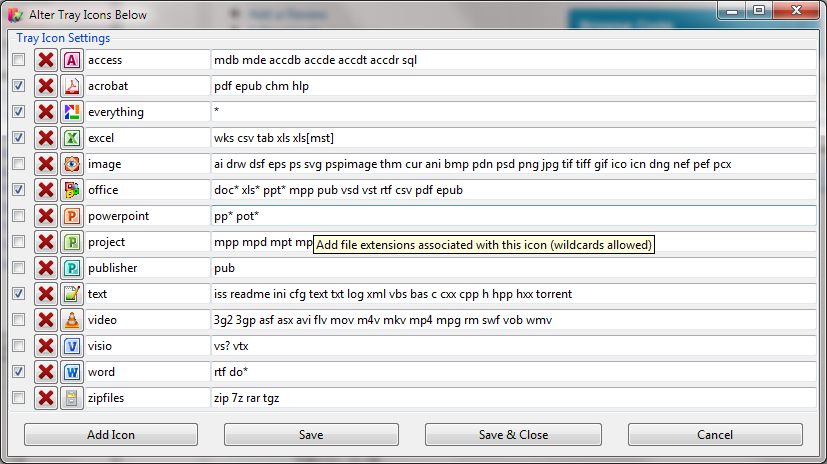 Alter Tray Icons Below
Tray Icon Settings
access mdb mde accdb accde accdt accdr sql
acrobat pdf epub chm hlp
everything *
excel wks csv tab xls xls[mst]
image ai drw dsf eps ps svg pspimage thm cur ani bmp pdn psd png jpg tif tiff gif ico icn dng nef pef pcx
office doc* xls* ppt* mpp pub vsd vst rtf csv pdf epub
powerpoint pp* pot*
project mpp mpd mpt
Add file extensions associated with this icon (wildcards allowed)
publisher pub
text iss readme ini cfg text txt log xml vbs bas c cxx cpp h hpp hxx torrent
video 3g2 3gp asf asx avi flv mov m4v mkv mp4 mpg rm swf vob wmv
visio vs? vtx
word rtf do*
zipfiles zip 7z rar tgz
Add Icon Save Save & Close Cancel